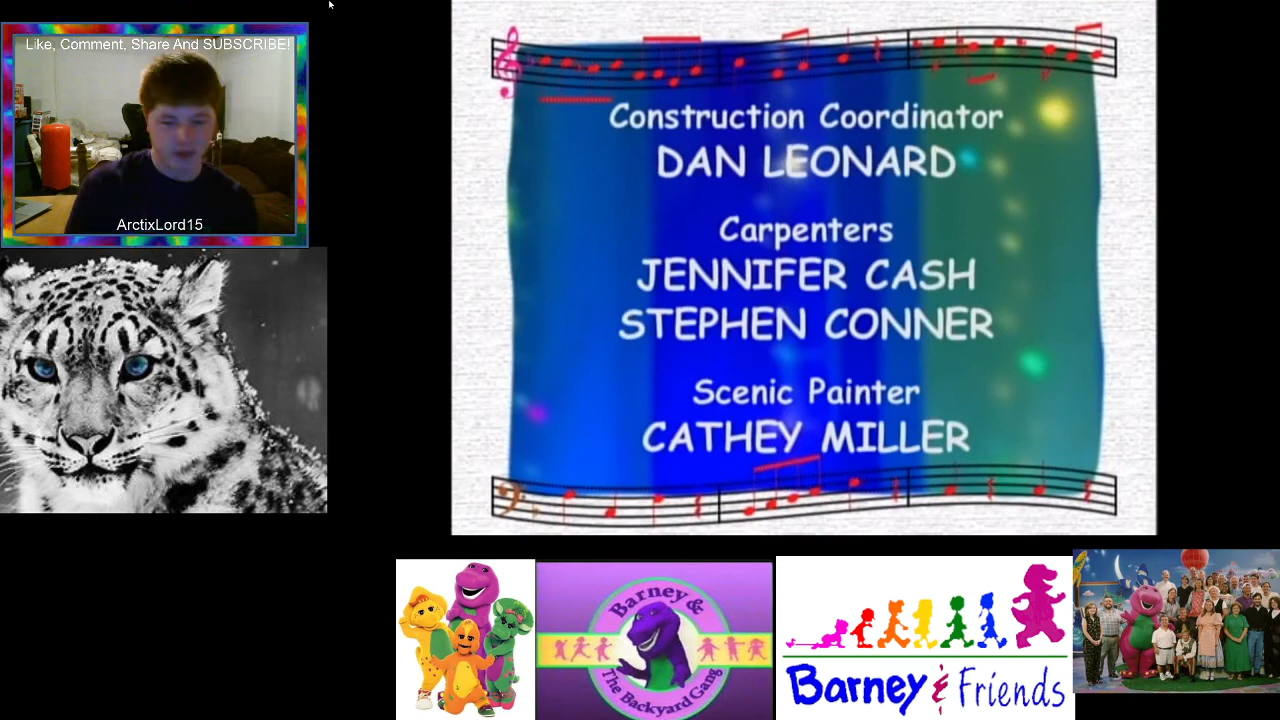 Like, Comment, Share And SUBSCRIBE!
ArctixLord15
Construction Coordinator
DAN LEONARD
Carpenters
JENNIFER CASH
STEPHEN CONNER
Scenic Painter
CATHEY MILLER
Barney &
The Backyard Gang
Barney & Friends